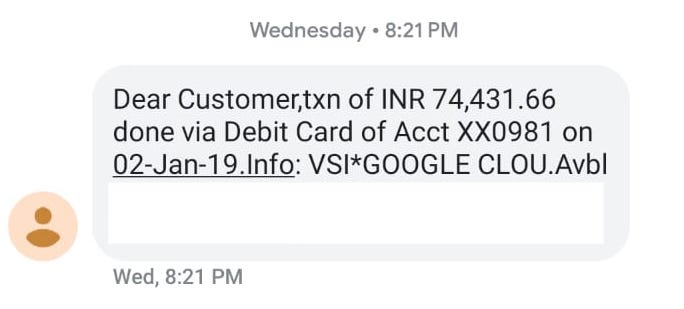 Wednesday • 8:21 PM
Dear Customer,txn of INR 74,431.66
done via Debit Card of Acct XX0981 on
02-Jan-19.Info: VSI*GOOGLE CLOU.Avbl
Wed, 8:21 PM